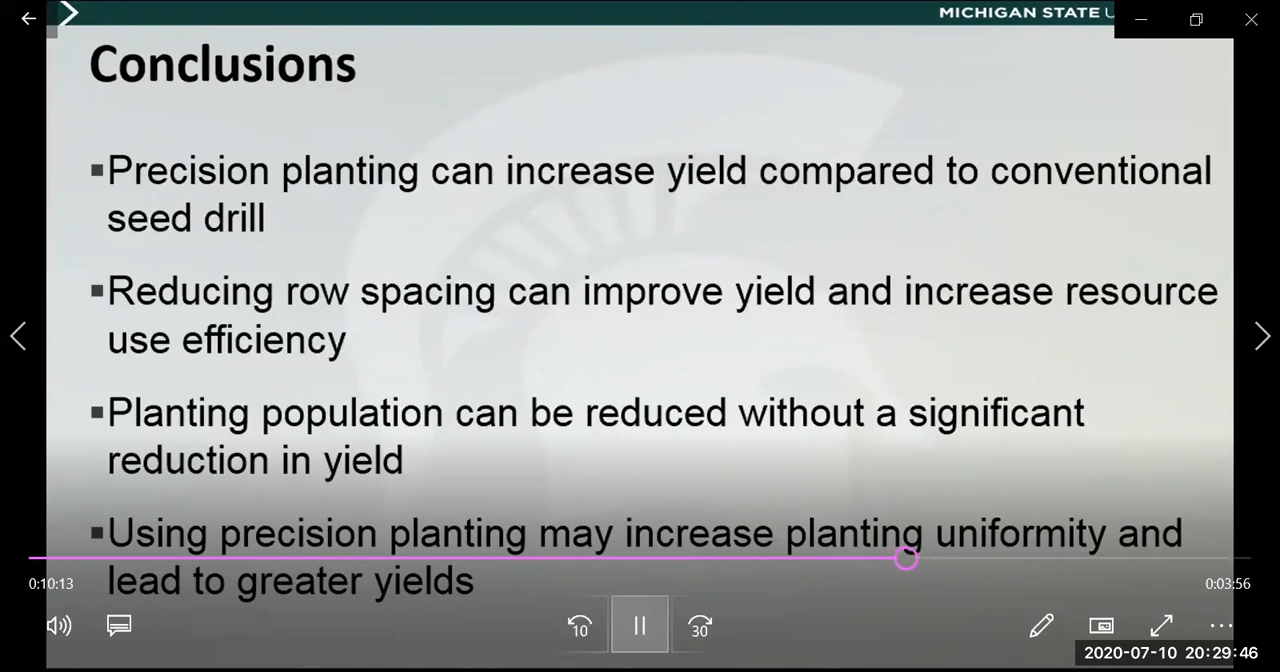 MICHIGAN STATE U
Conclusions
▪Precision planting can increase yield compared to conventional
seed drill
▪Reducing row spacing can improve yield and increase resource
use efficiency
▪Planting population can be reduced without a significant
reduction in yield
▪Using precision planting may increase planting uniformity and
lead to greater yields
0:10:13
0:03:56
10
30
2020-07-10 20:29:46